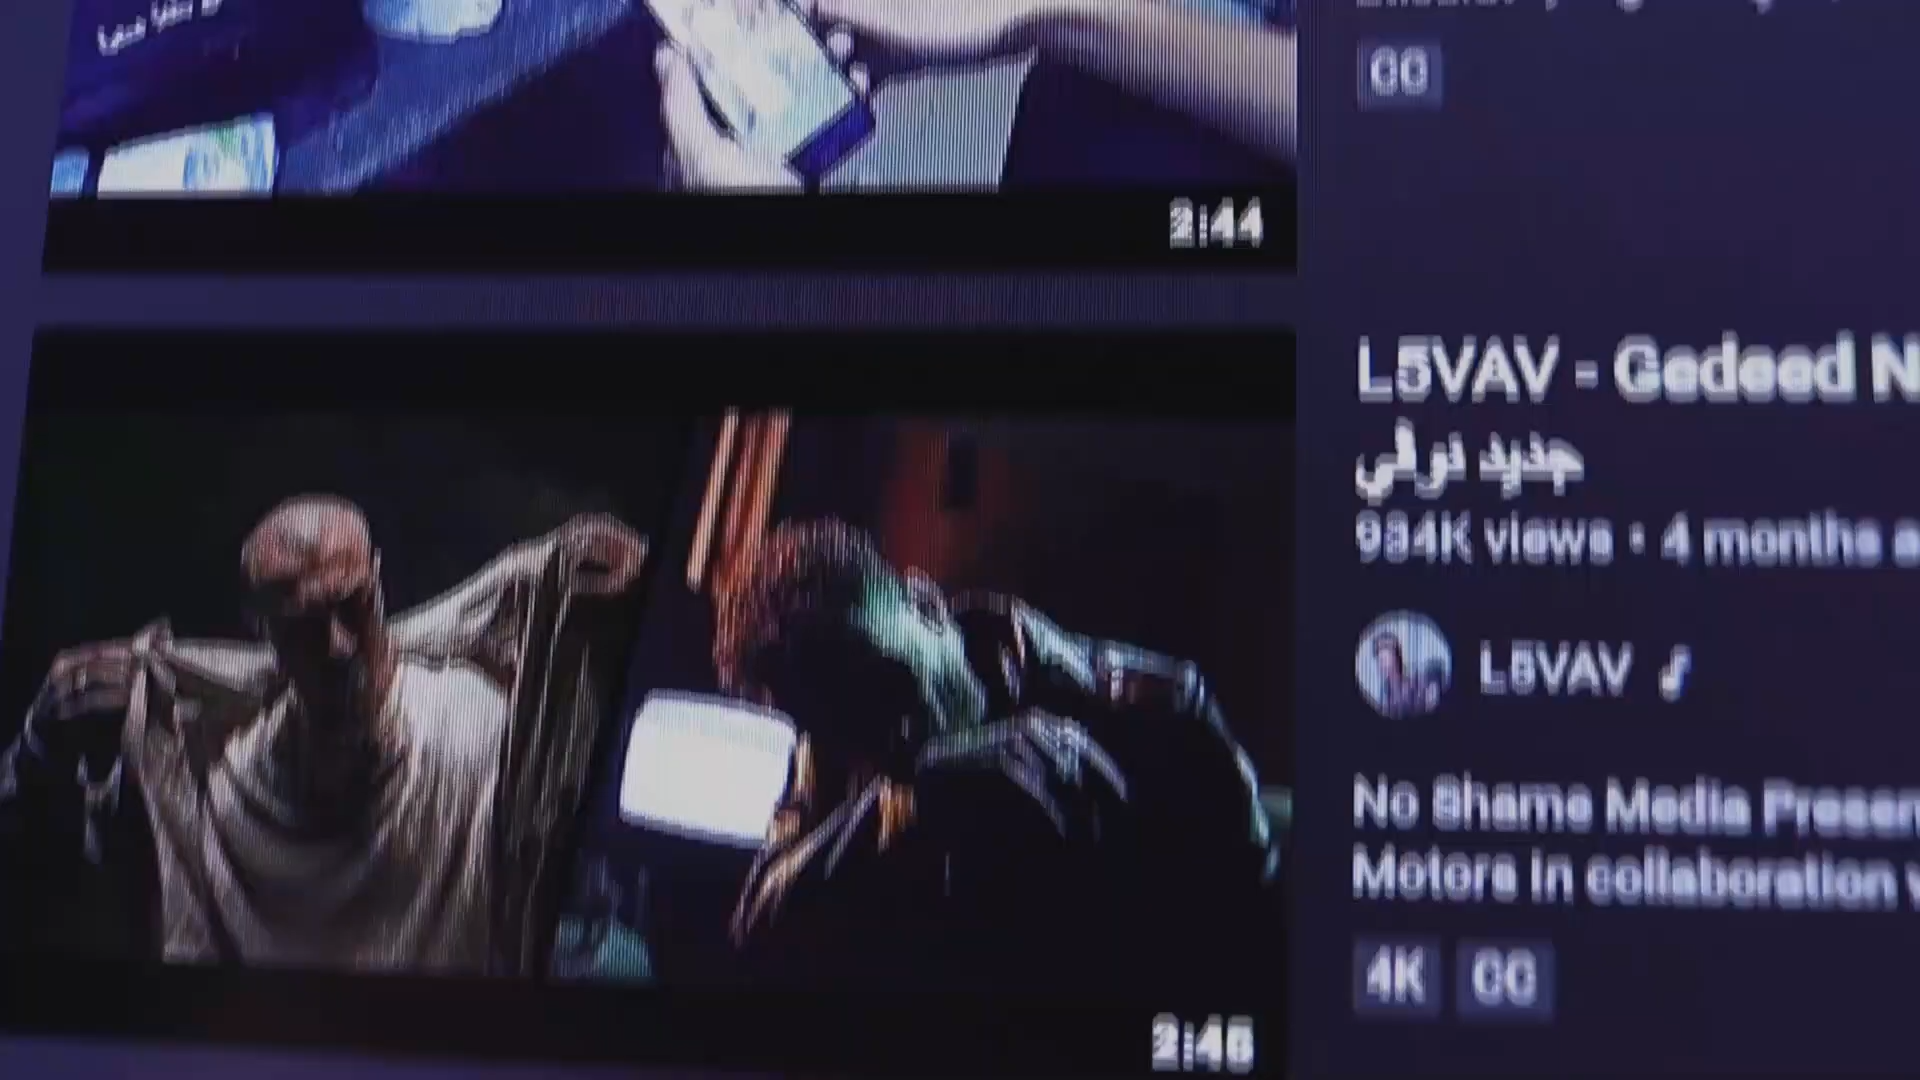 CC
2:44
L5VAV - Gedeed N
جديد نوفي
934K views • 4 months a
L5VAV
No Shame Media Presen
Motors in collaboration
4K CC
2:46